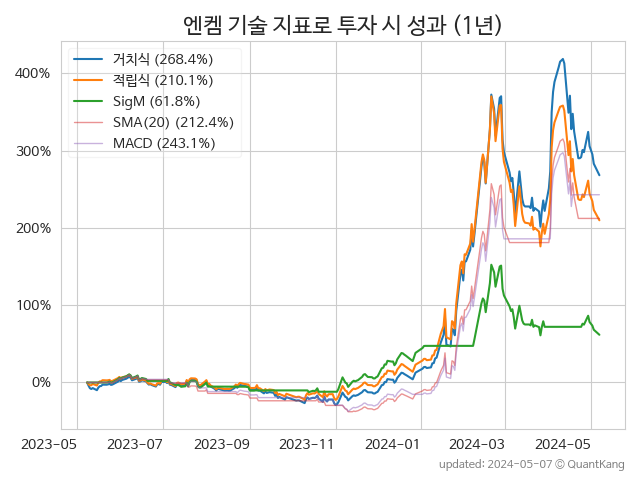 엔켐 기술 지표로 투자 시 성과 (1년)
거치식 (268.4%)
적립식 (210.1%)
SigM (61.8%)
SMA(20) (212.4%)
MACD (243.1%)
400%
300%
200%
100%
0%
2023-05 2023-07 2023-09 2023-11 2024-01 2024-03 2024-05
updated: 2024-05-07 © QuantKang